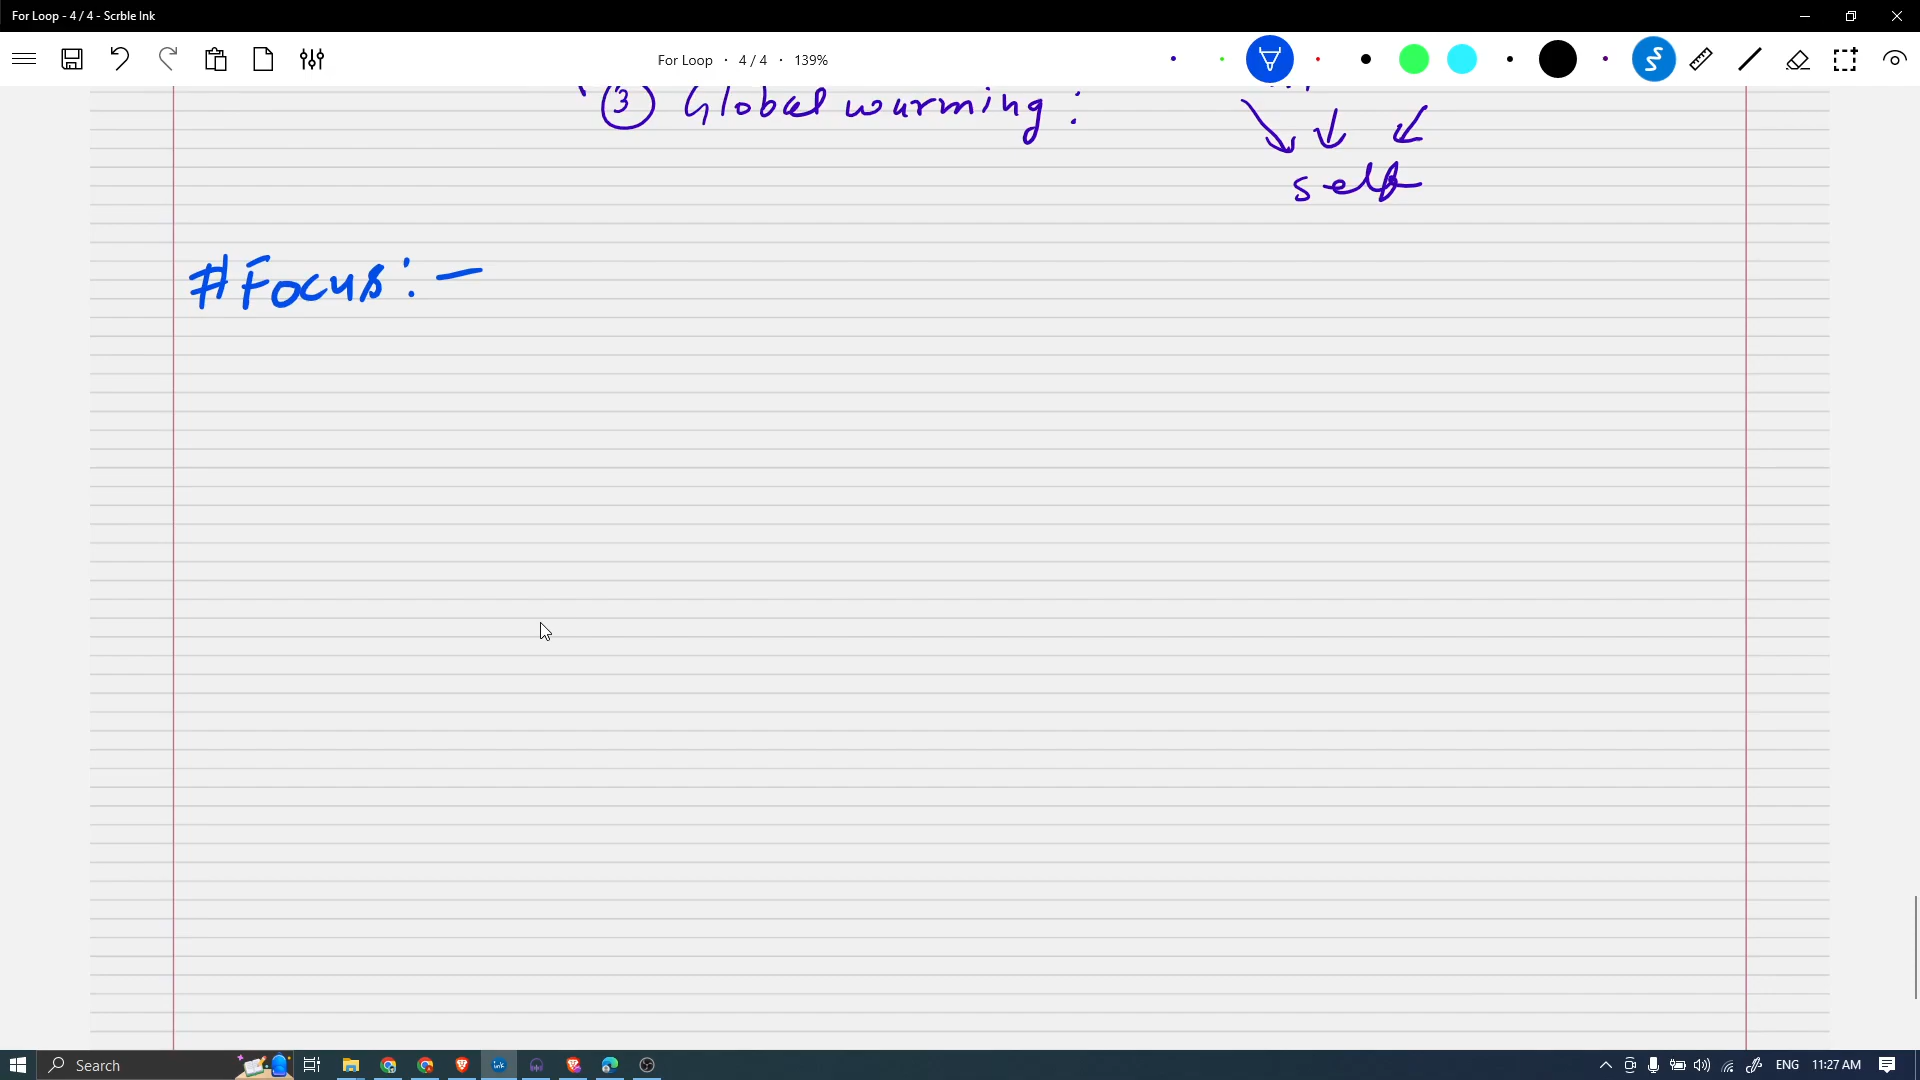 For Loop - 4 / 4 - Scrble Ink
For Loop · 4 / 4 · 139%
③ Global warming :
self
#Focus : —
Search
ink
ENG 11:27 AM